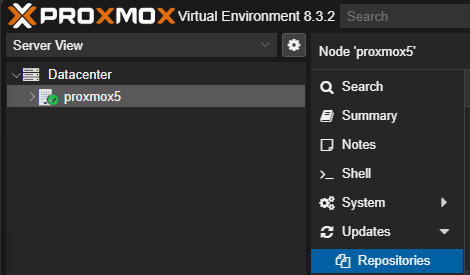 PROXMOX Virtual Environment 8.3.2 Search
Server View
Node 'proxmox5'
Datacenter
proxmox5
Search
Summary
Notes
Shell
System
Updates
Repositories